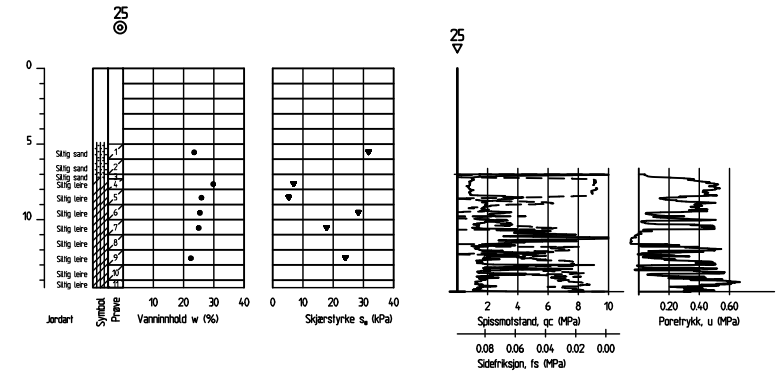 25
25
0
5
10
Siltig sand
Siltig sand
Siltig sand
Siltig leire
Siltig leire
Siltig leire
Siltig leire
Siltig leire
Siltig leire
Siltig leire
Siltig leire
1
2
3
4
5
6
7
8
9
10
11
Jordart
Symbol
Prøve
10 20 30 40
Vanninnhold w (%)
0 10 20 30 40
Skjærstyrke s (kPa)
2 4 6 8 10
Spissmotstand, qc (MPa)
0.08 0.06 0.04 0.02 0.00
Sidefriksjon, fs (MPa)
0.20 0.40 0.60
Poretrykk, u (MPa)